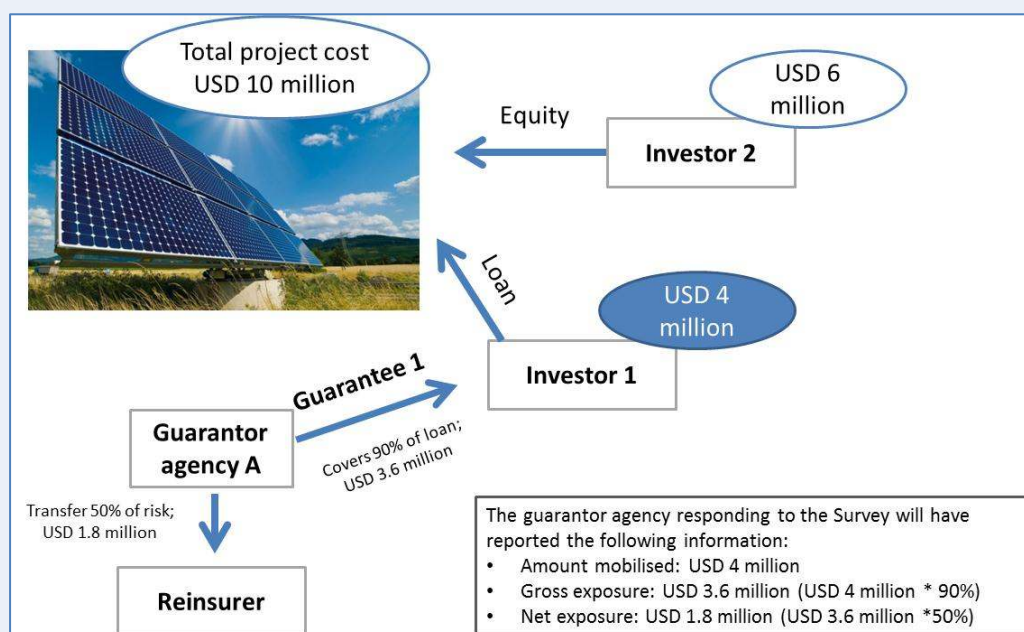 Total project cost
USD 10 million
USD 6
million
Equity
Investor 2
Loan
USD 4
million
Investor 1
Guarantee 1
Covers 90% of loan;
USD 3.6 million
Guarantor
agency A
Transfer 50% of risk;
USD 1.8 million
Reinsurer
The guarantor agency responding to the Survey will have
reported the following information:
• Amount mobilised: USD 4 million
• Gross exposure: USD 3.6 million (USD 4 million * 90%)
• Net exposure: USD 1.8 million (USD 3.6 million *50%)